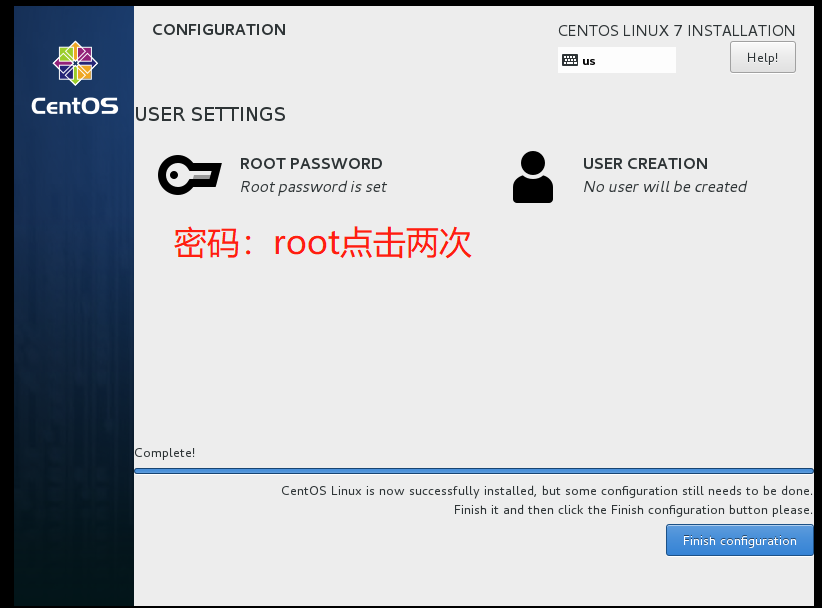 CONFIGURATION
CENTOS LINUX 7 INSTALLATION
us
Help!
CentOS
USER SETTINGS
ROOT PASSWORD
Root password is set
USER CREATION
No user will be created
密码：root点击两次
Complete!
CentOS Linux is now successfully installed, but some configuration still needs to be done.
Finish it and then click the Finish configuration button please.
Finish configuration